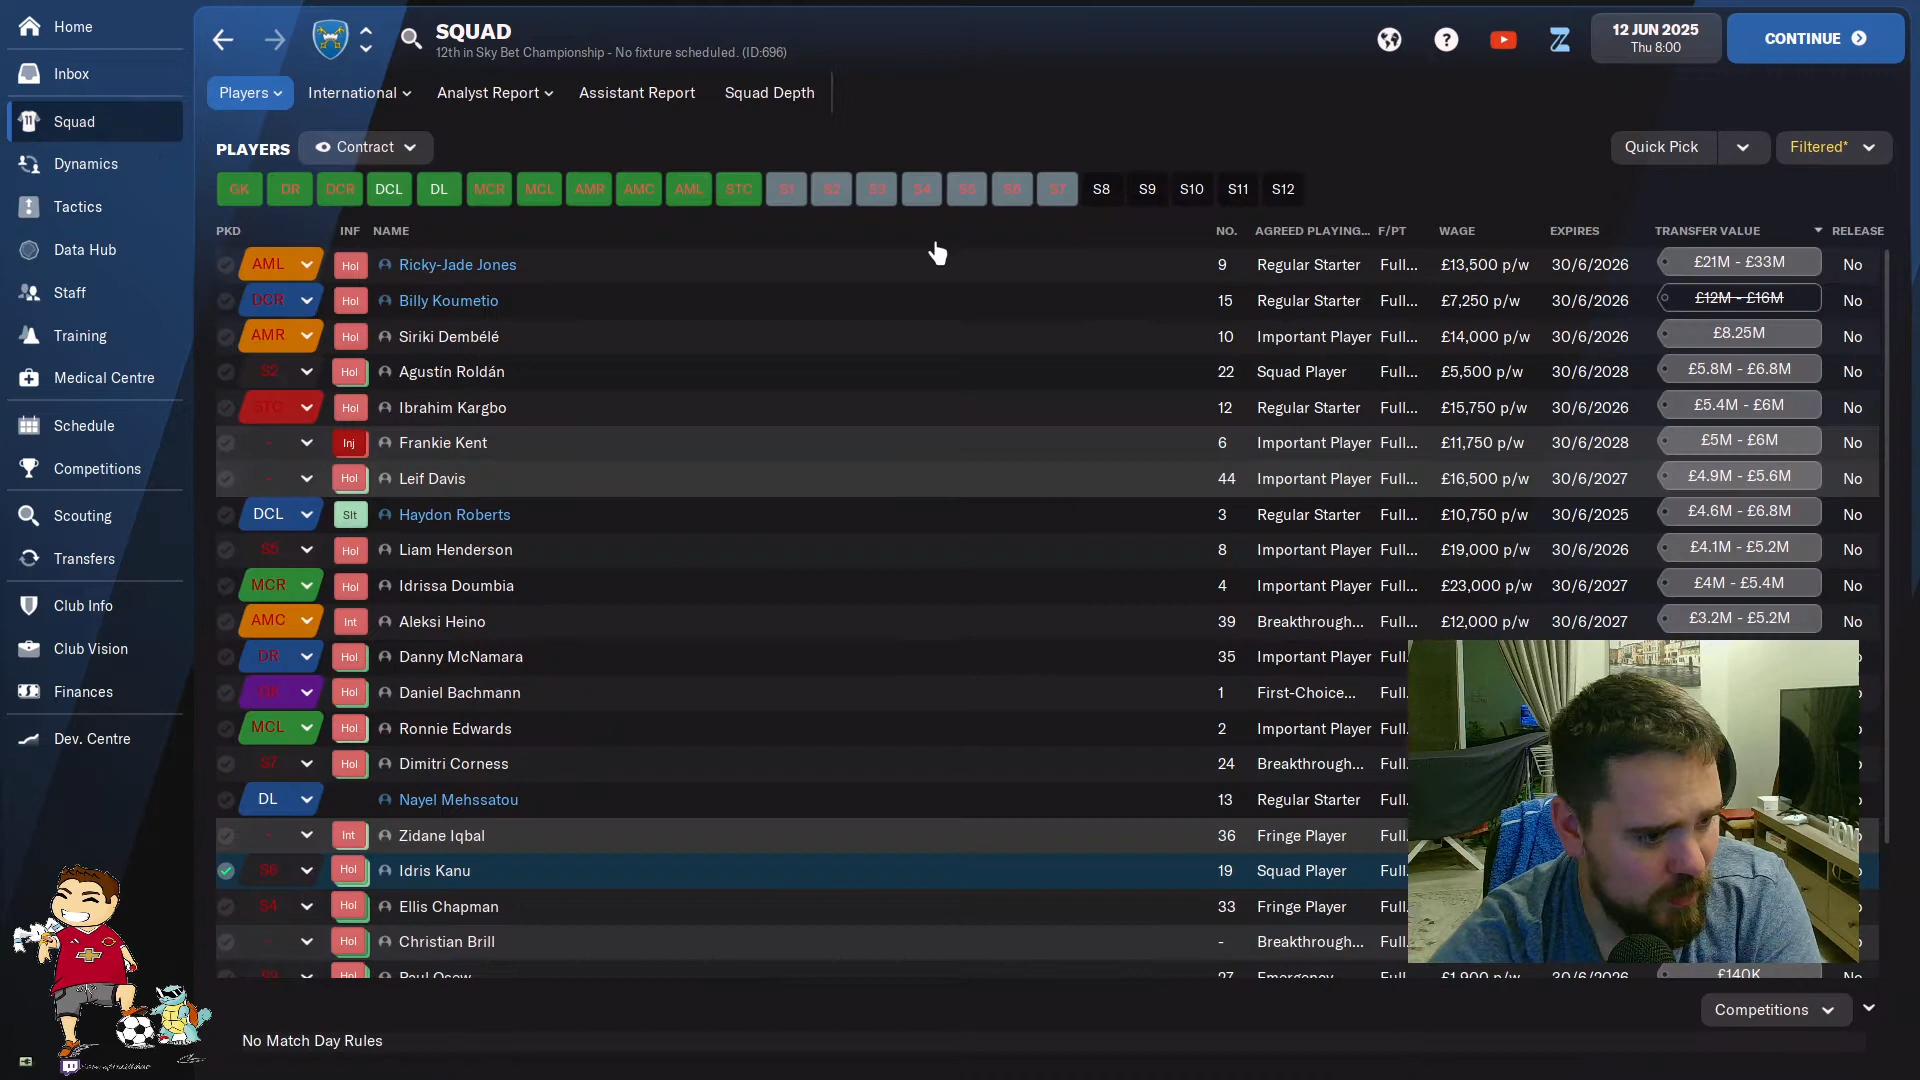 Home
Inbox
Squad
Dynamics
Tactics
Data Hub
Staff
Training
Medical Centre
Schedule
Competitions
Scouting
Transfers
Club Info
Club Vision
Finances
Dev. Centre
SQUAD
12th in Sky Bet Championship - No fixture scheduled. (ID:696)
12 JUN 2025
Thu 8:00
CONTINUE
Players International Analyst Report Assistant Report Squad Depth
PLAYERS Contract Quick Pick Filtered*
GK DR DCR DCL DL MCR MCL AMR AMC AML STC S1 S2 S3 S4 S5 S6 S7 S8 S9 S10 S11 S12
PKD INF NAME NO. AGREED PLAYING... F/PT WAGE EXPIRES TRANSFER VALUE RELEASE
AML Hol Ricky-Jade Jones 9 Regular Starter Full... £13,500 p/w 30/6/2026 £21M - £33M No
DCR Hol Billy Koumetio 15 Regular Starter Full... £7,250 p/w 30/6/2026 £12M - £16M No
AMR Hol Siriki Dembélé 10 Important Player Full... £14,000 p/w 30/6/2026 £8.25M No
S2 Hol Agustín Roldán 22 Squad Player Full... £5,500 p/w 30/6/2028 £5.8M - £6.8M No
STC Hol Ibrahim Kargbo 12 Regular Starter Full... £15,750 p/w 30/6/2026 £5.4M - £6M No
- Inj Frankie Kent 6 Important Player Full... £11,750 p/w 30/6/2028 £5M - £6M No
- Hol Leif Davis 44 Important Player Full... £16,500 p/w 30/6/2027 £4.9M - £5.6M No
DCL Slt Haydon Roberts 3 Regular Starter Full... £10,750 p/w 30/6/2025 £4.6M - £6.8M No
S5 Hol Liam Henderson 8 Important Player Full... £19,000 p/w 30/6/2026 £4.1M - £5.2M No
MCR Hol Idrissa Doumbia 4 Important Player Full... £23,000 p/w 30/6/2027 £4M - £5.4M No
AMC Int Aleksi Heino 39 Breakthrough... Full... £12,000 p/w 30/6/2027 £3.2M - £5.2M No
DR Hol Danny McNamara 35 Important Player Full.
GK Hol Daniel Bachmann 1 First-Choice... Full.
MCL Hol Ronnie Edwards 2 Important Player Full.
S7 Hol Dimitri Corness 24 Breakthrough... Full.
DL Nayel Mehssatou 13 Regular Starter Full.
- Int Zidane Iqbal 36 Fringe Player Full.
S6 Hol Idris Kanu 19 Squad Player Full.
S4 Hol Ellis Chapman 33 Fringe Player Full.
- Hol Christian Brill - Breakthrough... Full.
Hol 27 Emergency £1,900 p/w 30/6/2026 £140K No
Competitions
No Match Day Rules